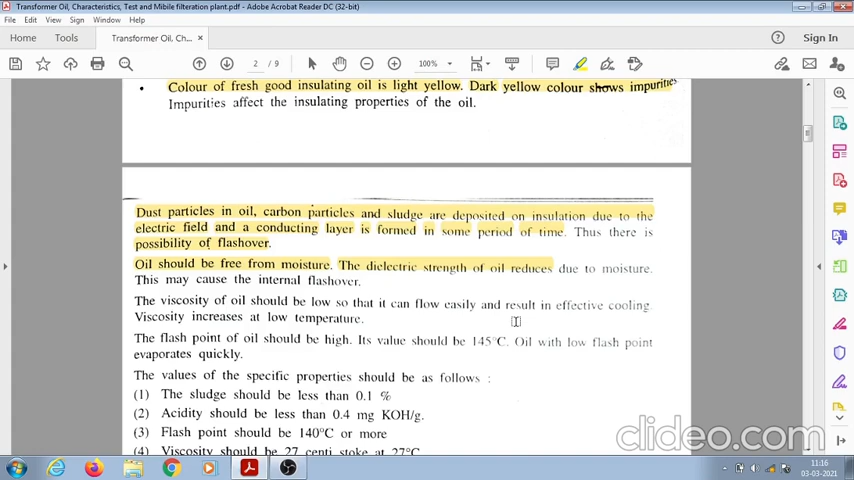 Transformer Oil, Characteristics, Test and Mibile filteration plant.pdf - Adobe Acrobat Reader DC (32-bit)
File Edit View Sign Window Help
Home Tools Transformer Oil, Ch... × Sign In
2 / 9 100%
• Colour of fresh good insulating oil is light yellow. Dark yellow colour shows impurities
Impurities affect the insulating properties of the oil.
Dust particles in oil, carbon particles and sludge are deposited on insulation due to the
electric field and a conducting layer is formed in some period of time. Thus there is
possibility of flashover.
Oil should be free from moisture. The dielectric strength of oil reduces due to moisture.
This may cause the internal flashover.
The viscosity of oil should be low so that it can flow easily and result in effective cooling.
Viscosity increases at low temperature.
The flash point of oil should be high. Its value should be 145°C. Oil with low flash point
evaporates quickly.
The values of the specific properties should be as follows :
(1) The sludge should be less than 0.1 %
(2) Acidity should be less than 0.4 mg KOH/g.
(3) Flash point should be 140°C or more
(4) Viscosity should be 27 centi stoke at 27°C
clideo.com
11:16
03-03-2021